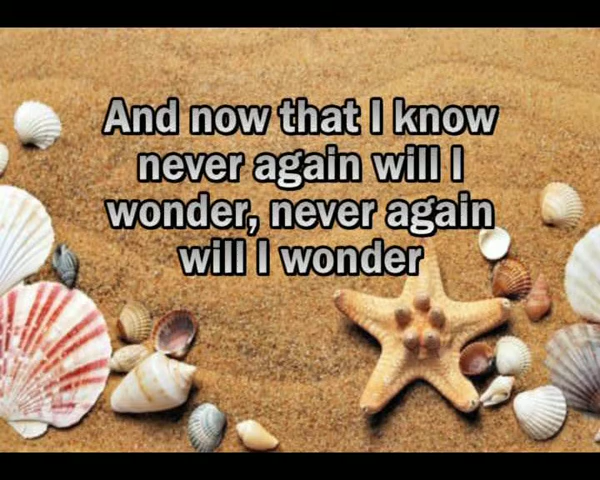 And now that I know
never again will I
wonder, never again
will I wonder